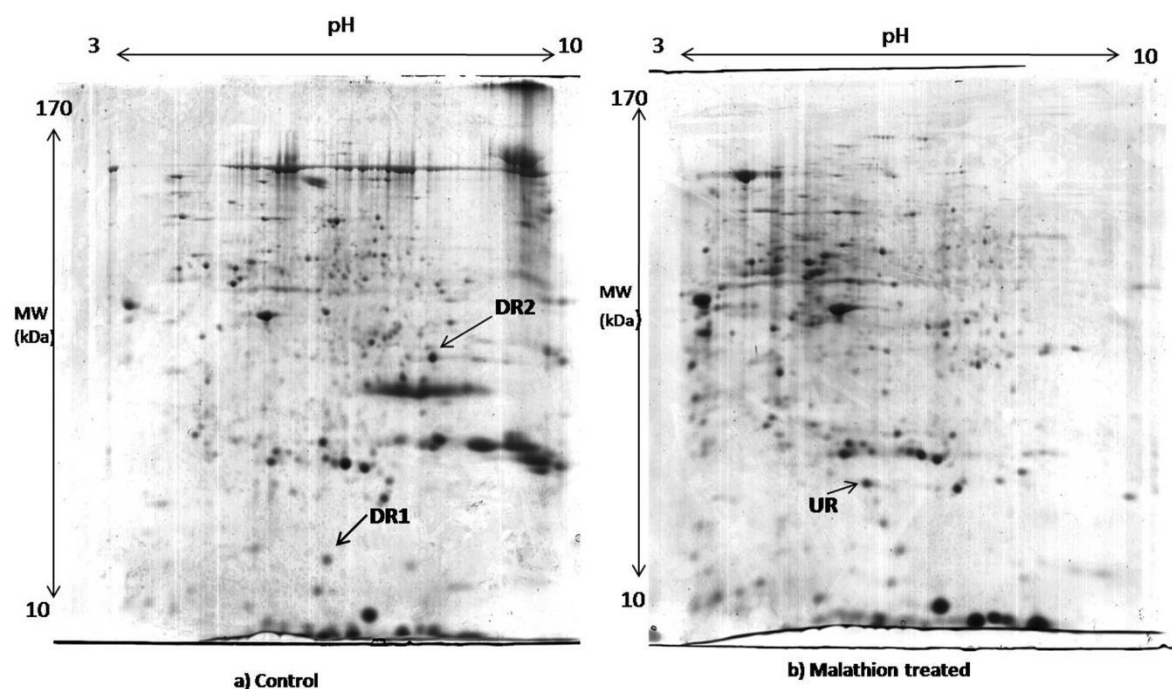 pH
3 10
170
MW
(kDa)
DR2
DR1
10
a) Control
pH
3 10
170
MW
(kDa)
UR
10
b) Malathion treated